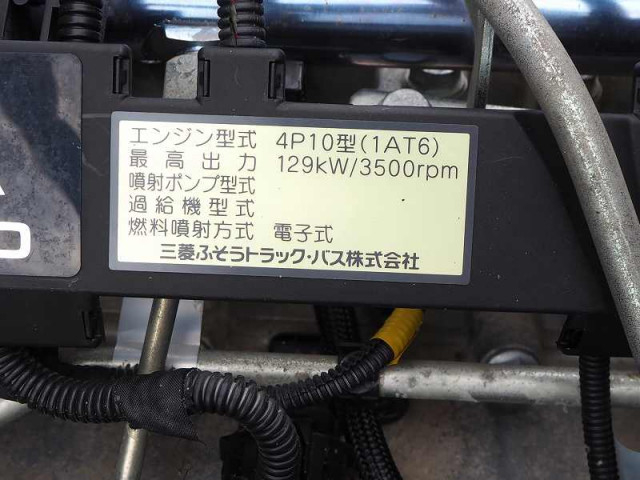 エンジン型式 4P10型(1AT6)
最高出力 129kW/3500rpm
噴射ポンプ型式
過給機型式
燃料噴射方式 電子式
三菱ふそうトラック・バス株式会社